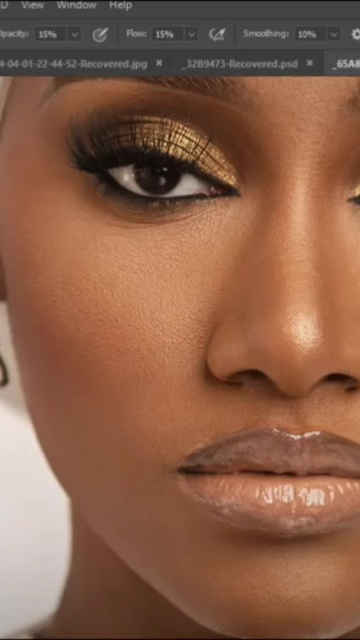 View Window Help
Opacity: 15% Flow: 15% Smoothing: 10%
4-04-01-22-44-52-Recovered.jpg × _32B9473-Recovered.psd × _65A8